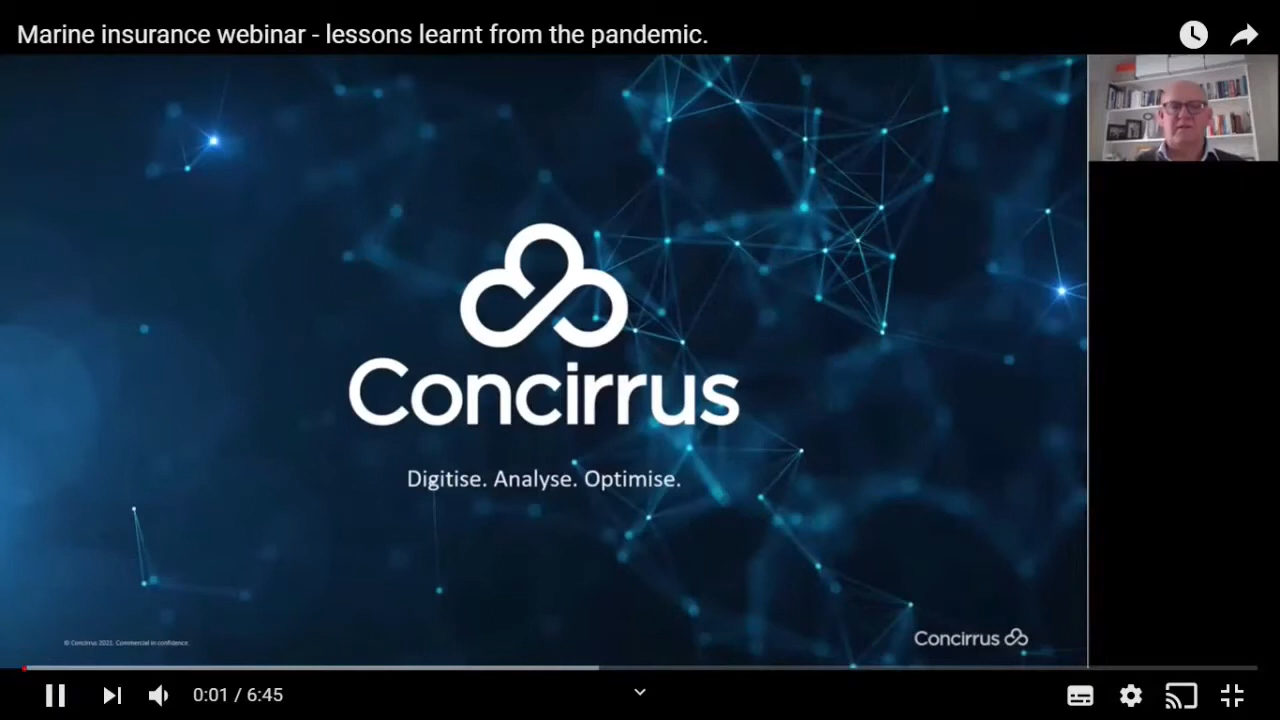 Marine insurance webinar - lessons learnt from the pandemic.
Concirrus
Digitise. Analyse. Optimise.
© Concirrus 2021. Commercial in confidence.
Concirrus
0:01 / 6:45